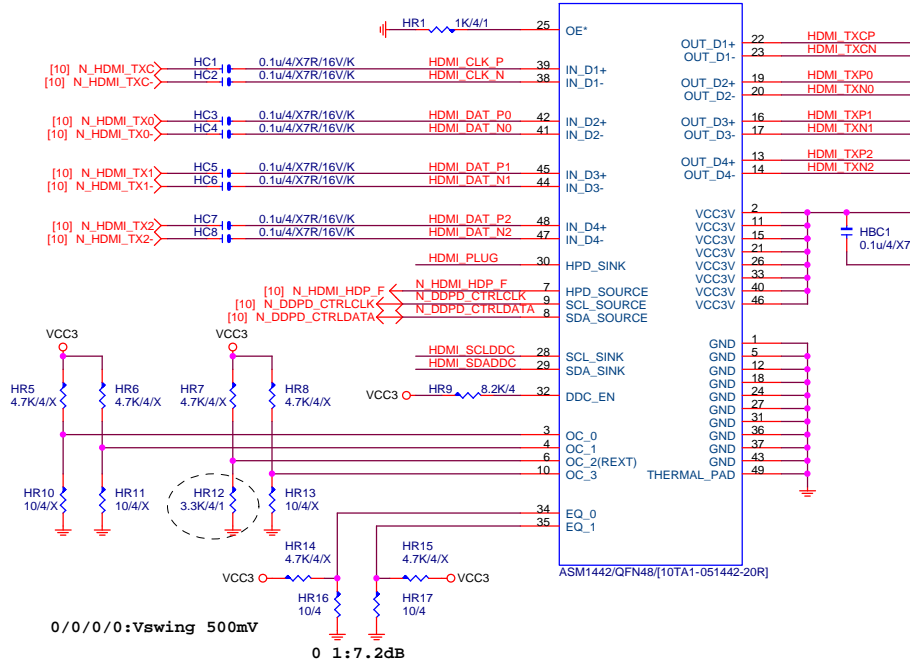 HR1 1K/4/1 25 OE*
OUT_D1+ 22 HDMI_TXCP
OUT_D1- 23 HDMI_TXCN
[10] N_HDMI_TXC HC1 0.1u/4/X7R/16V/K HDMI_CLK_P 39 IN_D1+
[10] N_HDMI_TXC- HC2 0.1u/4/X7R/16V/K HDMI_CLK_N 38 IN_D1-
OUT_D2+ 19 HDMI_TXP0
OUT_D2- 20 HDMI_TXN0
[10] N_HDMI_TX0 HC3 0.1u/4/X7R/16V/K HDMI_DAT_P0 42 IN_D2+
[10] N_HDMI_TX0- HC4 0.1u/4/X7R/16V/K HDMI_DAT_N0 41 IN_D2-
OUT_D3+ 16 HDMI_TXP1
OUT_D3- 17 HDMI_TXN1
[10] N_HDMI_TX1 HC5 0.1u/4/X7R/16V/K HDMI_DAT_P1 45 IN_D3+
[10] N_HDMI_TX1- HC6 0.1u/4/X7R/16V/K HDMI_DAT_N1 44 IN_D3-
OUT_D4+ 13 HDMI_TXP2
OUT_D4- 14 HDMI_TXN2
[10] N_HDMI_TX2 HC7 0.1u/4/X7R/16V/K HDMI_DAT_P2 48 IN_D4+
[10] N_HDMI_TX2- HC8 0.1u/4/X7R/16V/K HDMI_DAT_N2 47 IN_D4-
VCC3V 2
VCC3V 11
VCC3V 15
VCC3V 21
VCC3V 26
VCC3V 33
VCC3V 40
VCC3V 46
HBC1
0.1u/4/X7
HDMI_PLUG 30 HPD_SINK
[10] N_HDMI_HDP_F N_HDMI_HDP_F 7 HPD_SOURCE
[10] N_DDPD_CTRLCLK N_DDPD_CTRLCLK 9 SCL_SOURCE
[10] N_DDPD_CTRLDATA N_DDPD_CTRLDATA 8 SDA_SOURCE
GND 1
GND 5
GND 12
GND 18
GND 24
GND 27
GND 31
GND 36
GND 37
GND 43
THERMAL_PAD 49
HDMI_SCLDDC 28 SCL_SINK
HDMI_SDADDC 29 SDA_SINK
VCC3 HR9 8.2K/4 32 DDC_EN
VCC3 VCC3
HR5 HR6 HR7 HR8
4.7K/4/X 4.7K/4/X 4.7K/4/X 4.7K/4/X
3 OC_0
4 OC_1
6 OC_2(REXT)
10 OC_3
HR10 HR11 HR12 HR13
10/4/X 10/4/X 3.3K/4/1 10/4/X
34 EQ_0
35 EQ_1
HR14 HR15
4.7K/4/X 4.7K/4/X
VCC3 VCC3
HR16 HR17
10/4 10/4
ASM1442/QFN48/[10TA1-051442-20R]
0/0/0/0:Vswing 500mV
0 1:7.2dB